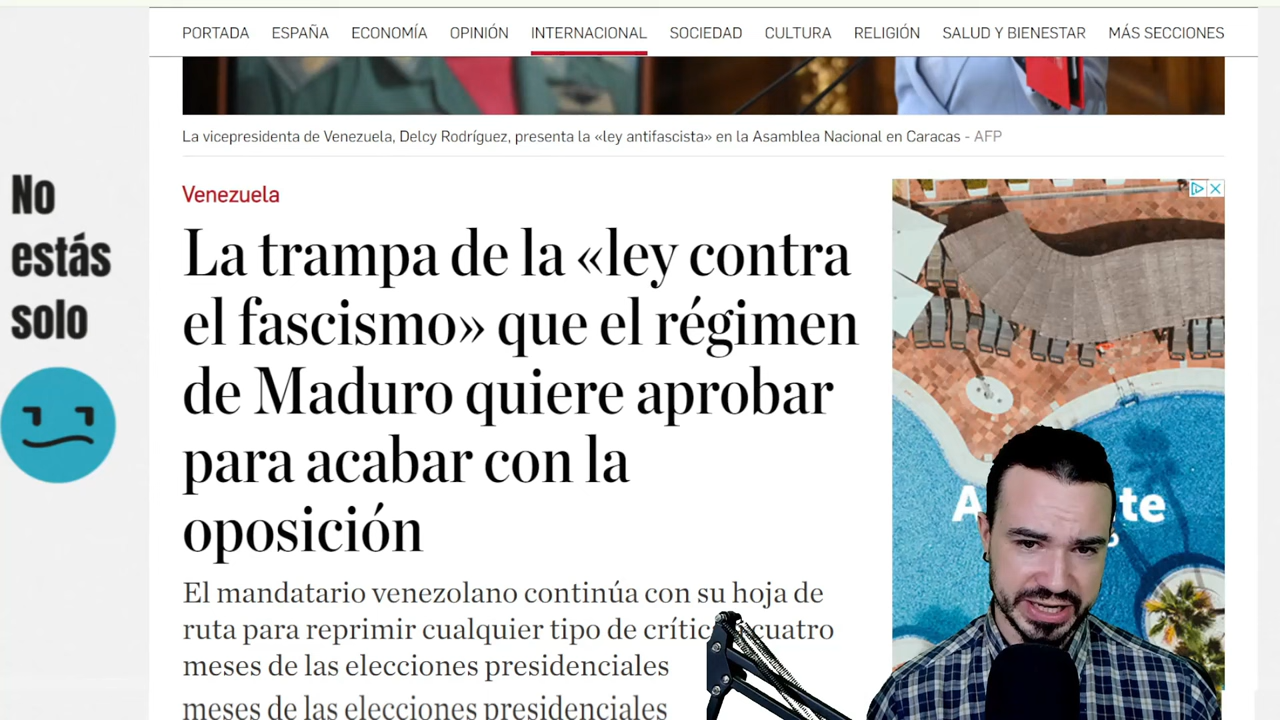 PORTADA ESPAÑA ECONOMÍA OPINIÓN INTERNACIONAL SOCIEDAD CULTURA RELIGIÓN SALUD Y BIENESTAR MÁS SECCIONES
La vicepresidenta de Venezuela, Delcy Rodríguez, presenta la «ley antifascista» en la Asamblea Nacional en Caracas - AFP
No
estás
solo
Venezuela
La trampa de la «ley contra
el fascismo» que el régimen
de Maduro quiere aprobar
para acabar con la
oposición
El mandatario venezolano continúa con su hoja de
ruta para reprimir cualquier tipo de cuatro
meses de las elecciones presidenciales
meses de las elecciones presidenciales